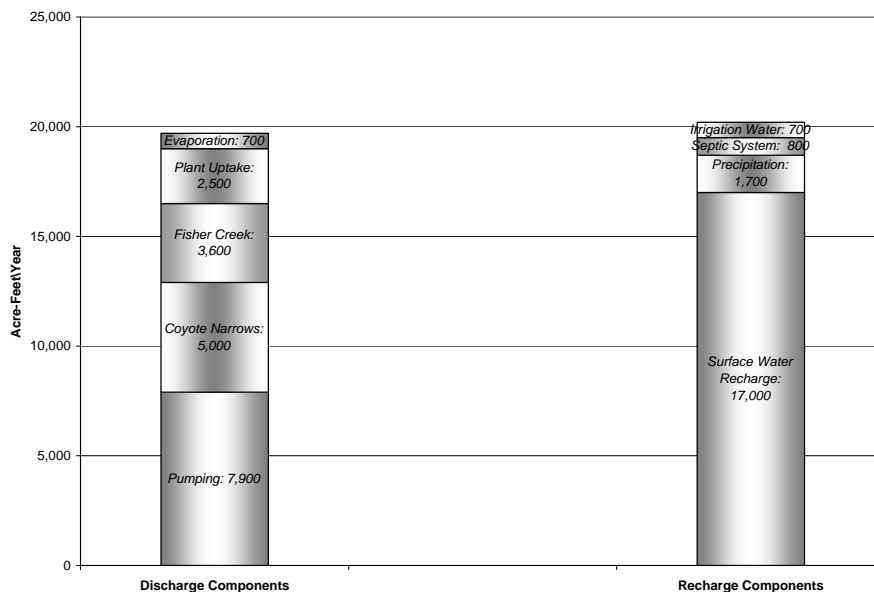 25,000
20,000
15,000
10,000
5,000
0
Acre-Feet\Year
Evaporation: 700
Plant Uptake:
2,500
Fisher Creek:
3,600
Coyote Narrows:
5,000
Pumping: 7,900
Irrigation Water: 700
Septic System: 800
Precipitation:
1,700
Surface Water
Recharge:
17,000
Discharge Components
Recharge Components